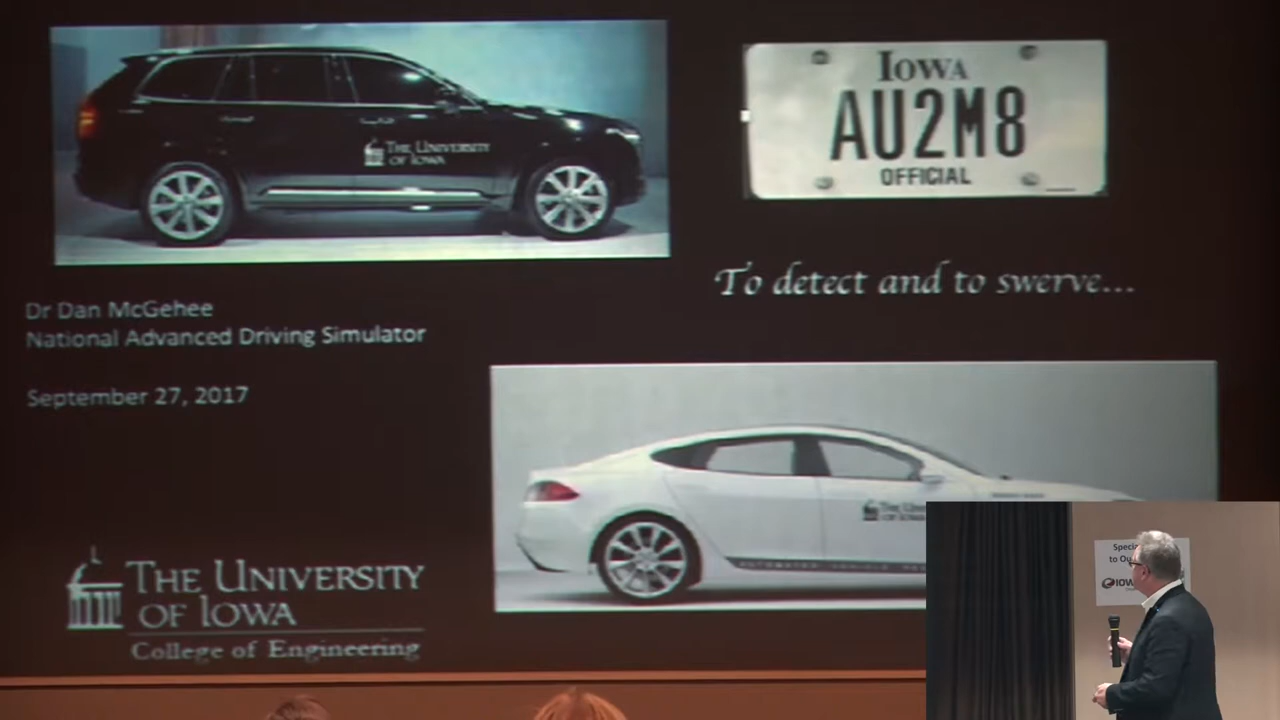 THE UNIVERSITY
OF IOWA
IOWA
AU2M8
OFFICIAL
To detect and to swerve...
Dr Dan McGehee
National Advanced Driving Simulator
September 27, 2017
THE UNIVERSITY
OF IOWA
College of Engineering